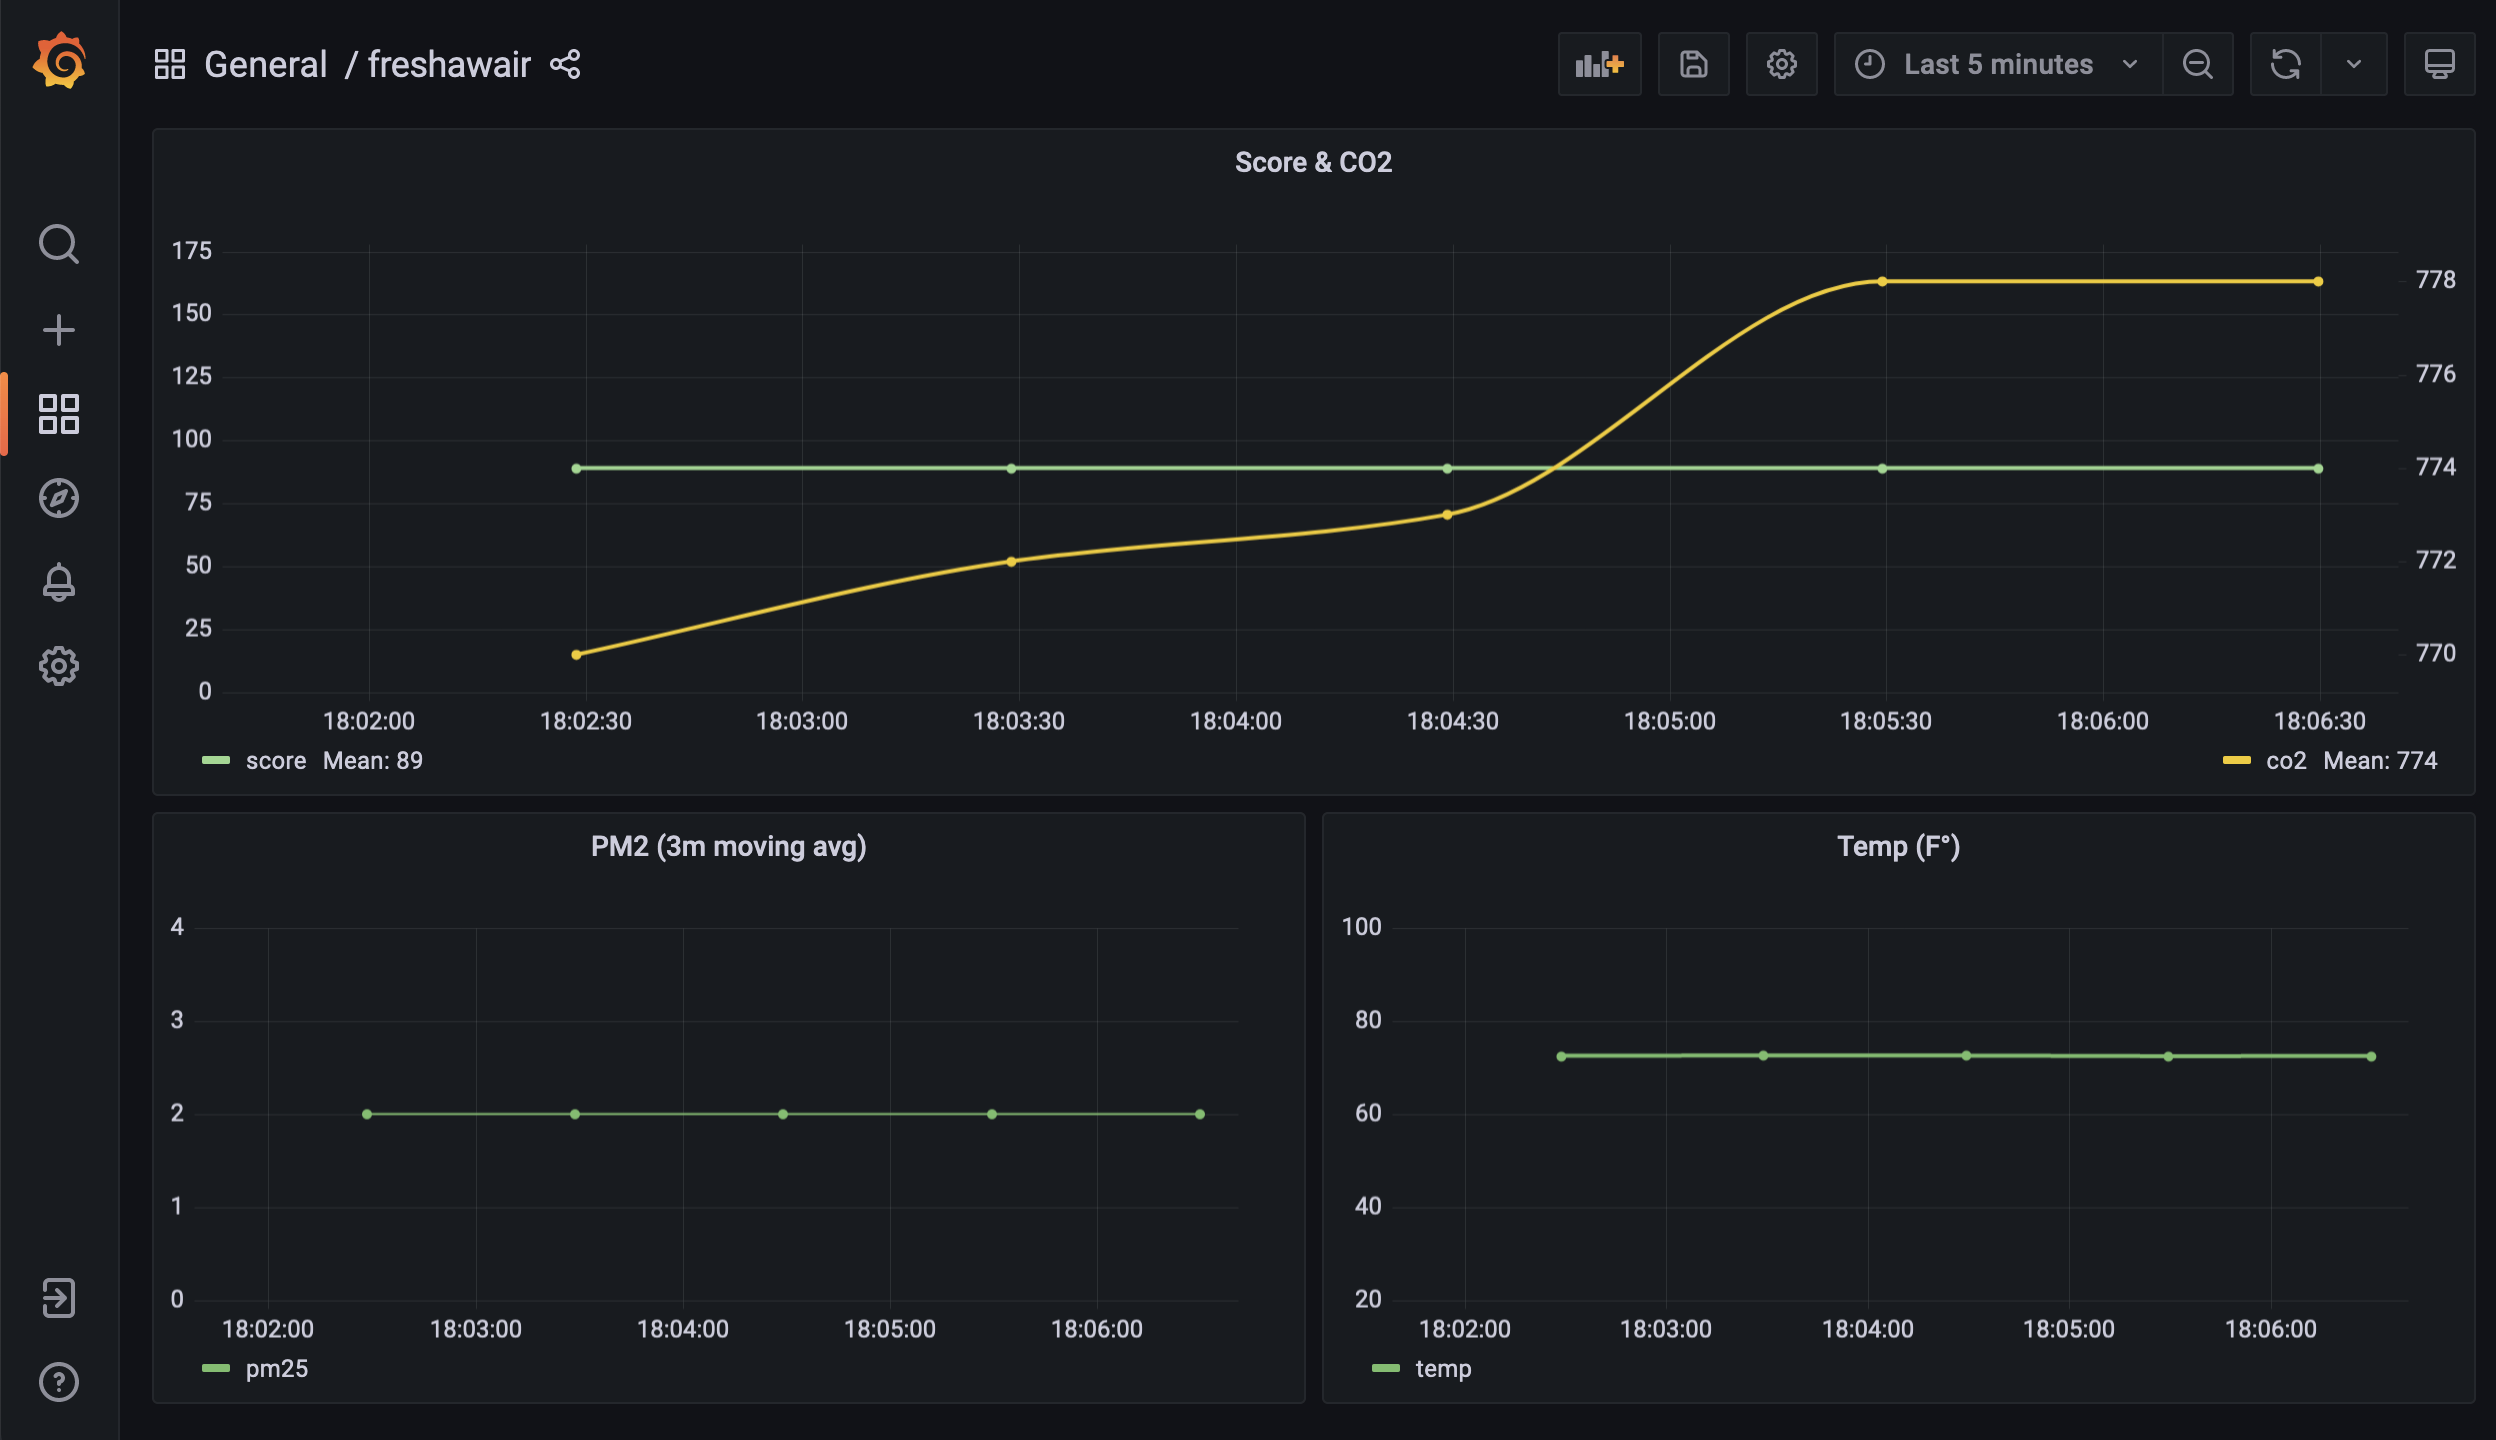 General / freshawair
Last 5 minutes
Score & CO2
175
150
125
100
75
50
25
0
778
776
774
772
770
18:02:00 18:02:30 18:03:00 18:03:30 18:04:00 18:04:30 18:05:00 18:05:30 18:06:00 18:06:30
score Mean: 89
co2 Mean: 774
PM2 (3m moving avg)
4
3
2
1
0
18:02:00 18:03:00 18:04:00 18:05:00 18:06:00
pm25
Temp (F°)
100
80
60
40
20
18:02:00 18:03:00 18:04:00 18:05:00 18:06:00
temp